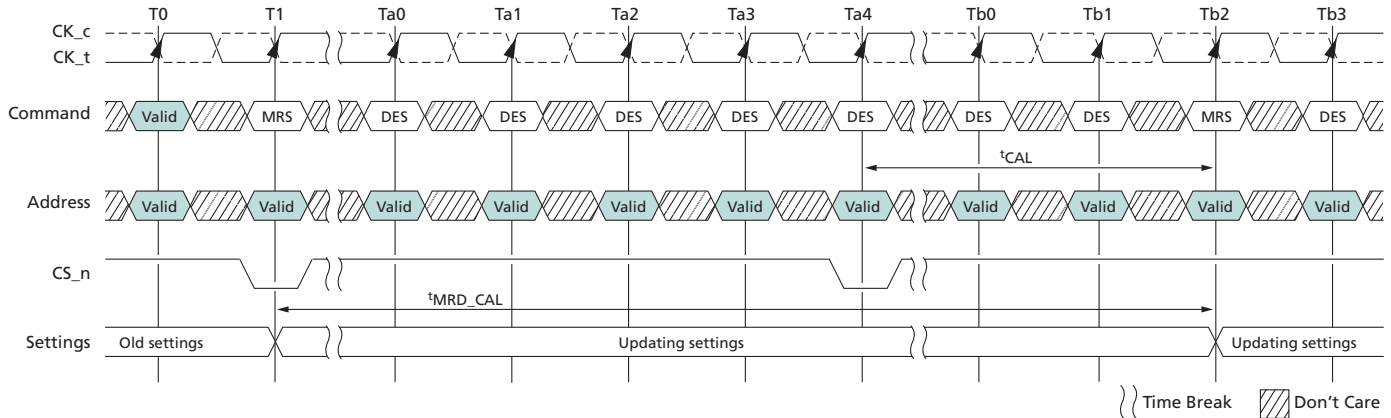 T0 T1 Ta0 Ta1 Ta2 Ta3 Ta4 Tb0 Tb1 Tb2 Tb3
CK_c
CK_t
Command Valid MRS DES DES DES DES DES DES DES MRS DES
tCAL
Address Valid Valid Valid Valid Valid Valid Valid Valid Valid Valid Valid
CS_n
tMRD_CAL
Settings Old settings Updating settings Updating settings
Time Break Don't Care